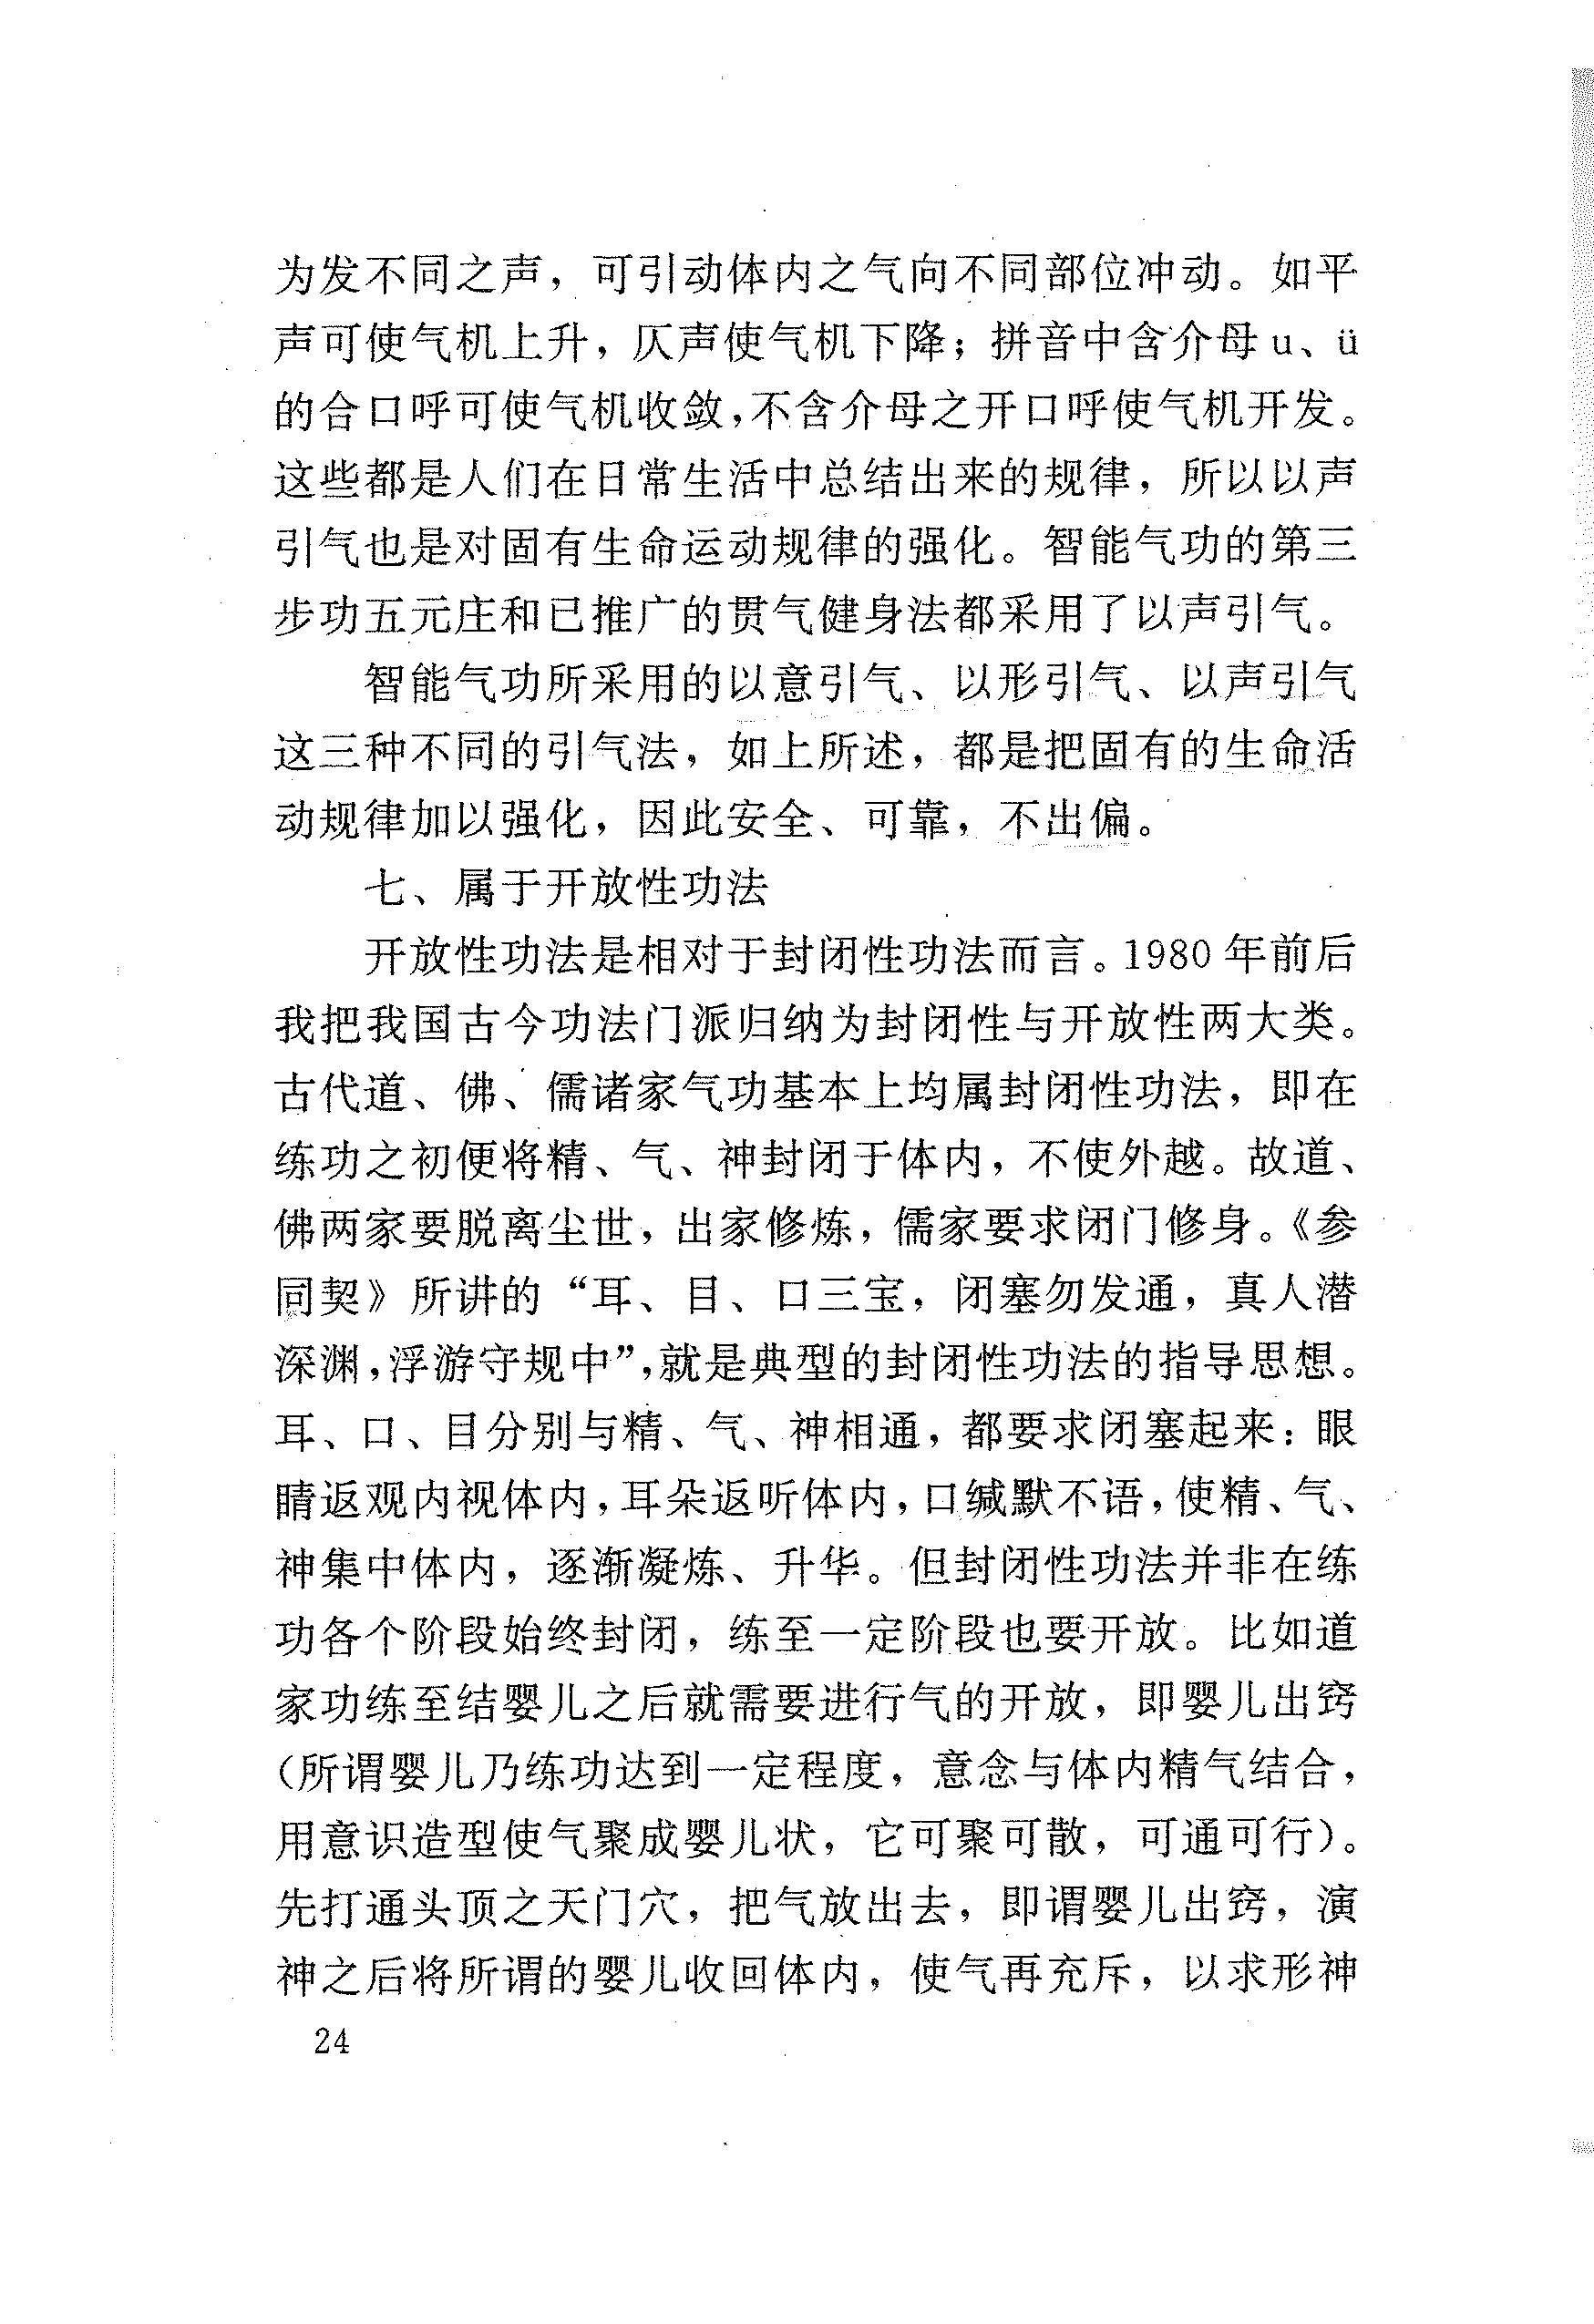 为发不同之声，可引动体内之气向不同部位冲动。如平
声可使气机上升，仄声使气机下降；拼音中含介母 u、ü
的合口呼可使气机收敛，不含介母之开口呼使气机开发。
这些都是人们在日常生活中总结出来的规律，所以以声
引气也是对固有生命运动规律的强化。智能气功的第三
步功五元庄和已推广的贯气健身法都采用了以声引气。
智能气功所采用的以意引气、以形引气、以声引气
这三种不同的引气法，如上所述，都是把固有的生命活
动规律加以强化，因此安全、可靠，不出偏。
七、属于开放性功法
开放性功法是相对于封闭性功法而言。1980 年前后
我把我国古今功法门派归纳为封闭性与开放性两大类。
古代道、佛、儒诸家气功基本上均属封闭性功法，即在
练功之初便将精、气、神封闭于体内，不使外越。故道、
佛两家要脱离尘世，出家修炼，儒家要求闭门修身。《参
同契》所讲的“耳、目、口三宝，闭塞勿发通，真人潜
深渊，浮游守规中”，就是典型的封闭性功法的指导思想。
耳、口、目分别与精、气、神相通，都要求闭塞起来：眼
睛返观内视体内，耳朵返听体内，口缄默不语，使精、气、
神集中体内，逐渐凝炼、升华。但封闭性功法并非在练
功各个阶段始终封闭，练至一定阶段也要开放。比如道
家功练至结婴儿之后就需要进行气的开放，即婴儿出窍
（所谓婴儿乃练功达到一定程度，意念与体内精气结合，
用意识造型使气聚成婴儿状，它可聚可散，可通可行）。
先打通头顶之天门穴，把气放出去，即谓婴儿出窍，演
神之后将所谓的婴儿收回体内，使气再充斥，以求形神
24